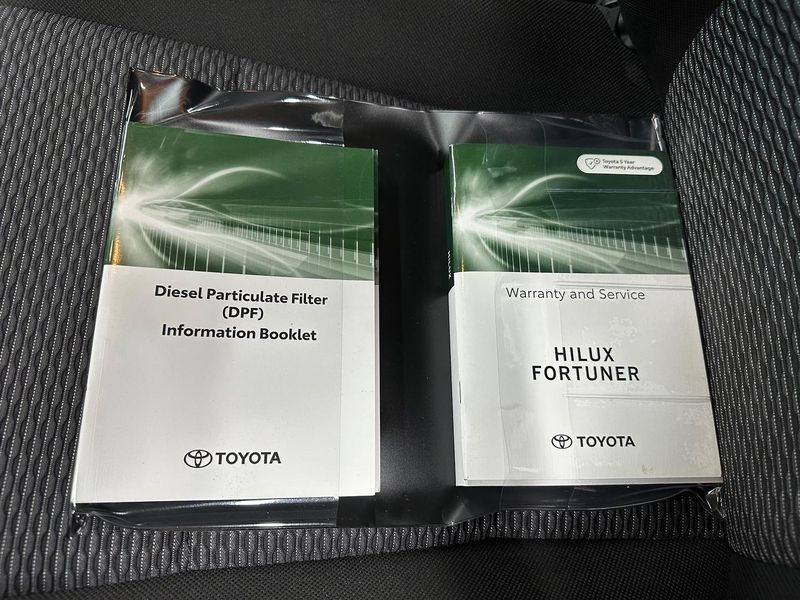 Diesel Particulate Filter
(DPF)
Information Booklet
TOYOTA
Toyota 5 Year
Warranty Advantage
Warranty and Service
HILUX
FORTUNER
TOYOTA